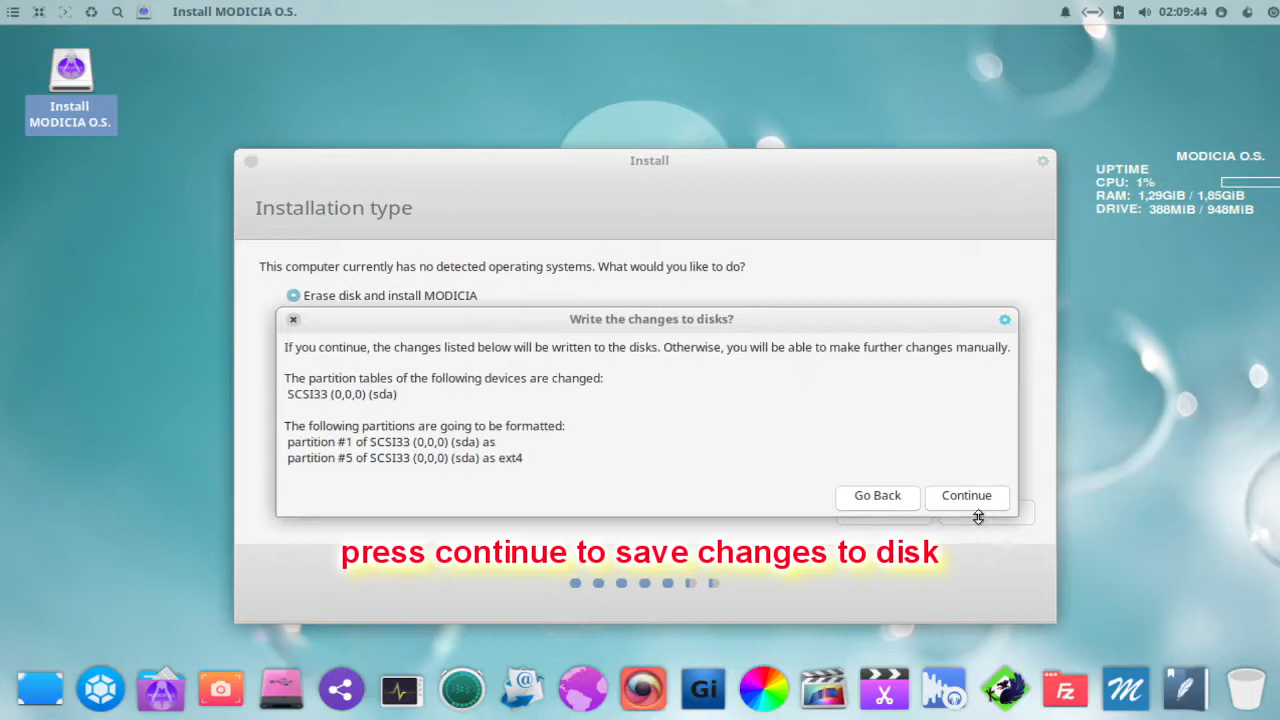 Install MODICIA O.S.
02:09:44
Install
MODICIA O.S.
MODICIA O.S.
UPTIME
CPU: 1%
RAM: 1,29GiB / 1,85GiB
DRIVE: 388MiB / 948MiB
Install
Installation type
This computer currently has no detected operating systems. What would you like to do?
Erase disk and install MODICIA
Write the changes to disks?
If you continue, the changes listed below will be written to the disks. Otherwise, you will be able to make further changes manually.
The partition tables of the following devices are changed:
SCSI33 (0,0,0) (sda)
The following partitions are going to be formatted:
partition #1 of SCSI33 (0,0,0) (sda) as
partition #5 of SCSI33 (0,0,0) (sda) as ext4
Go Back
Continue
press continue to save changes to disk
@
Gi
Fz
M